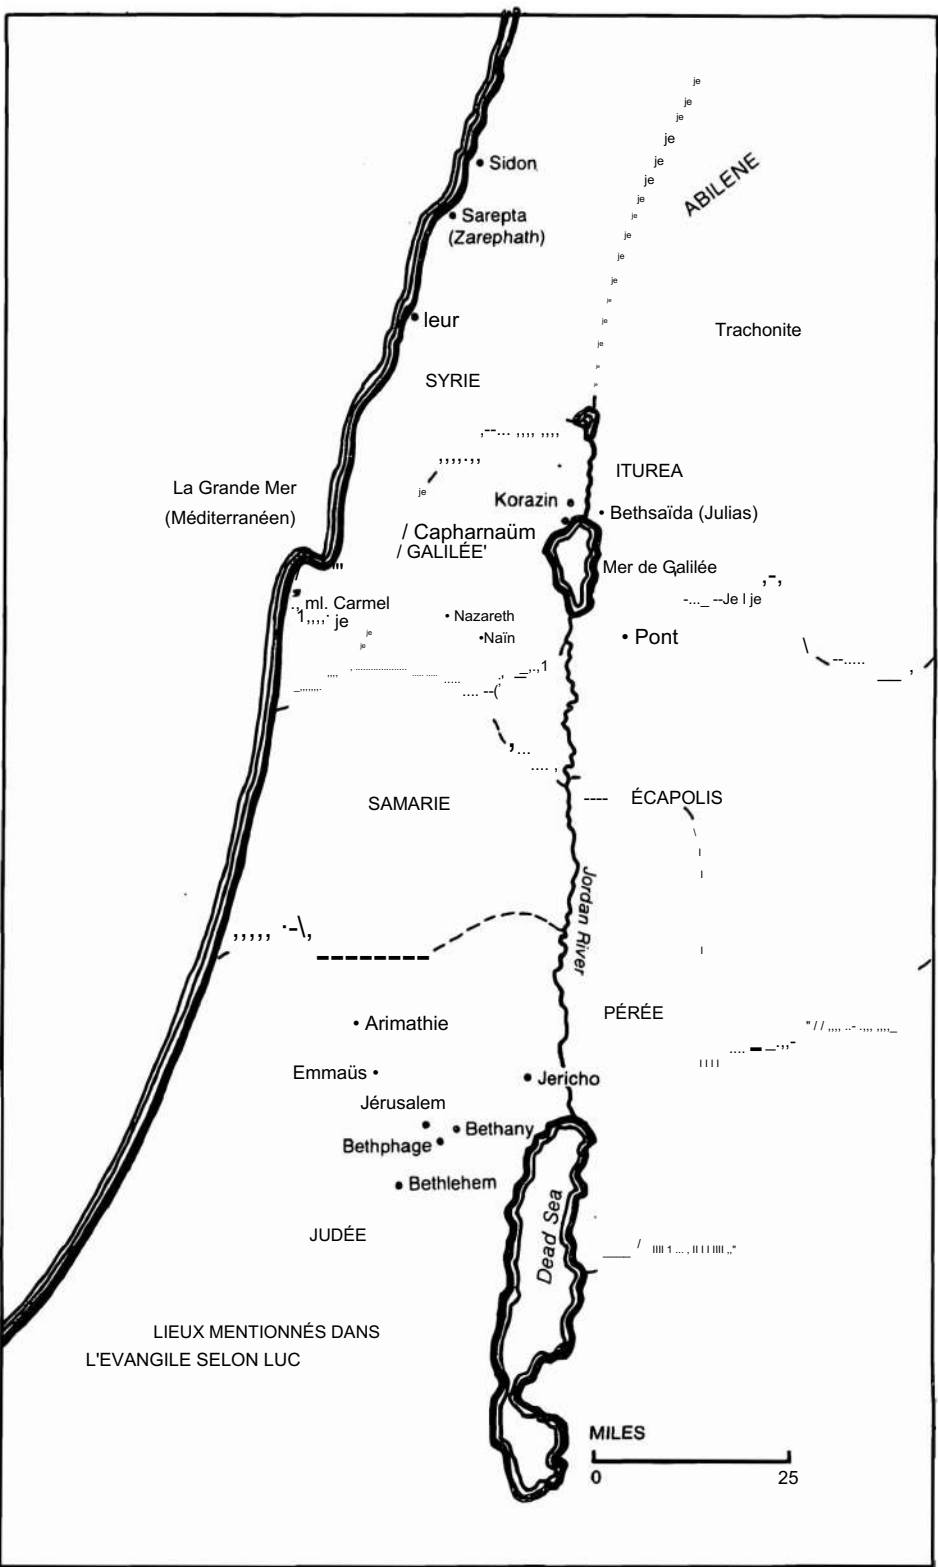 Sidon
ABILENE
Sarepta
(Zarephath)
leur
Trachonite
SYRIE
ITUREA
La Grande Mer
(Méditerranéen)
Korazin
Bethsaïda (Julias)
/ Capharnaüm
/ GALILÉE'
Mer de Galilée
ml. Carmel
je
Nazareth
Naïn
Pont
SAMARIE
ÉCAPOLIS
Jordan River
PÉRÉE
Arimathie
Emmaüs
Jericho
Jérusalem
Bethany
Bethphage
Bethlehem
Dead Sea
JUDÉE
LIEUX MENTIONNÉS DANS
L'EVANGILE SELON LUC
MILES
0 25